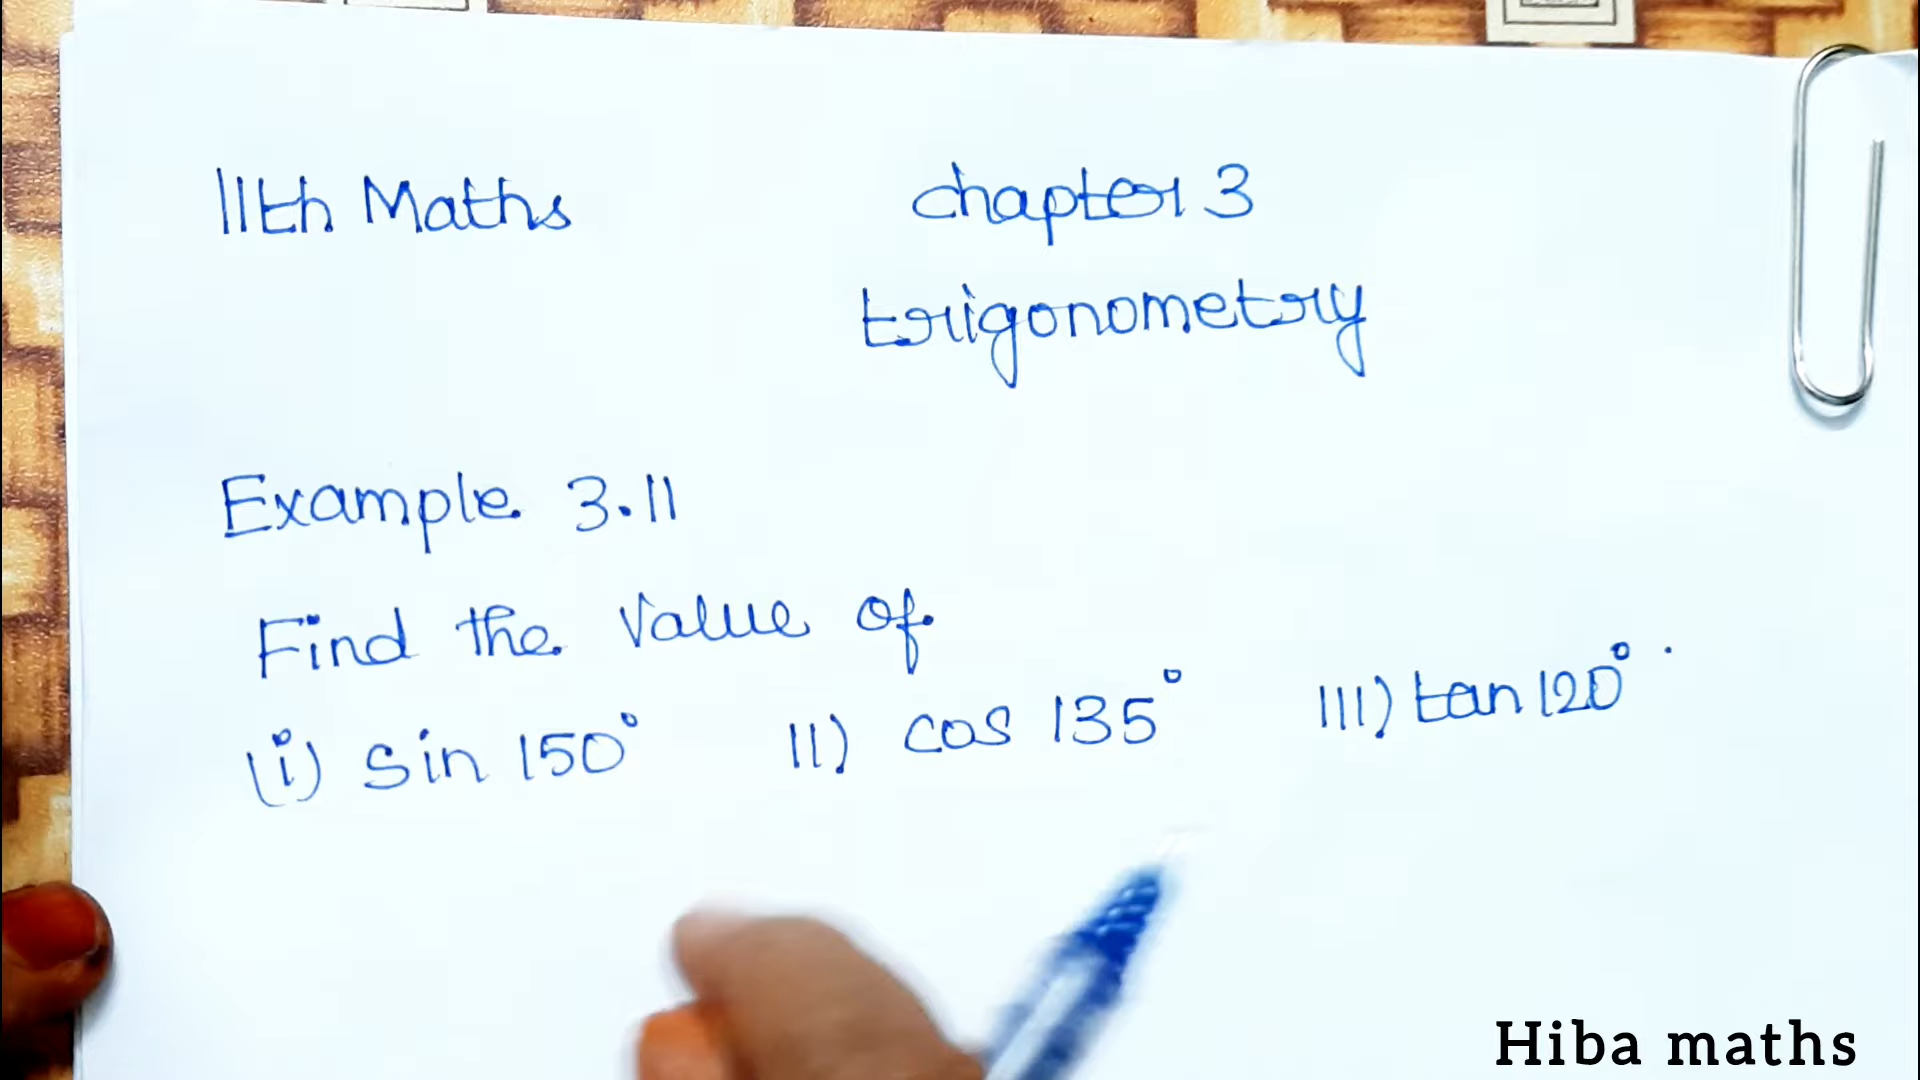 11th Maths chapter 3
trigonometry
Example 3.11
Find the value of
(i) sin 150° II) cos 135° III) tan 120°.
Hiba maths